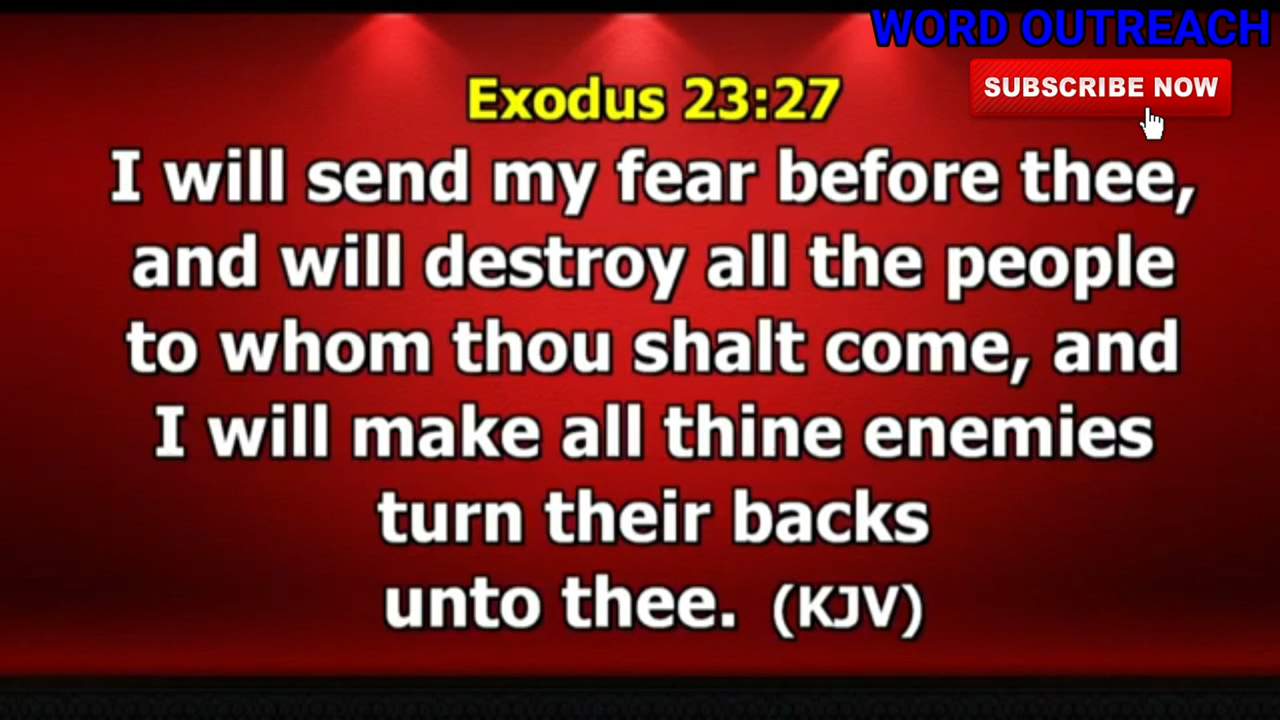 WORD OUTREACH
SUBSCRIBE NOW
Exodus 23:27
I will send my fear before thee,
and will destroy all the people
to whom thou shalt come, and
I will make all thine enemies
turn their backs
unto thee. (KJV)